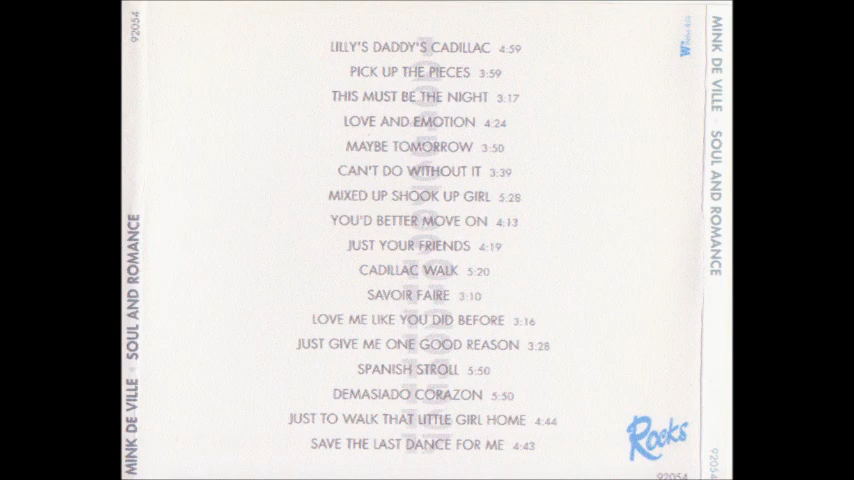 92054
MINK DE VILLE · SOUL AND ROMANCE
LILLY'S DADDY'S CADILLAC 4:59
PICK UP THE PIECES 3:59
THIS MUST BE THE NIGHT 3:17
LOVE AND EMOTION 4:24
MAYBE TOMORROW 3:50
CAN'T DO WITHOUT IT 3:39
MIXED UP SHOOK UP GIRL 5:28
YOU'D BETTER MOVE ON 4:13
JUST YOUR FRIENDS 4:19
CADILLAC WALK 5:20
SAVOIR FAIRE 3:10
LOVE ME LIKE YOU DID BEFORE 3:16
JUST GIVE ME ONE GOOD REASON 3:28
SPANISH STROLL 5:50
DEMASIADO CORAZON 5:50
JUST TO WALK THAT LITTLE GIRL HOME 4:44
SAVE THE LAST DANCE FOR ME 4:43
Rocks
92054
MINK DE VILLE · SOUL AND ROMANCE
92054